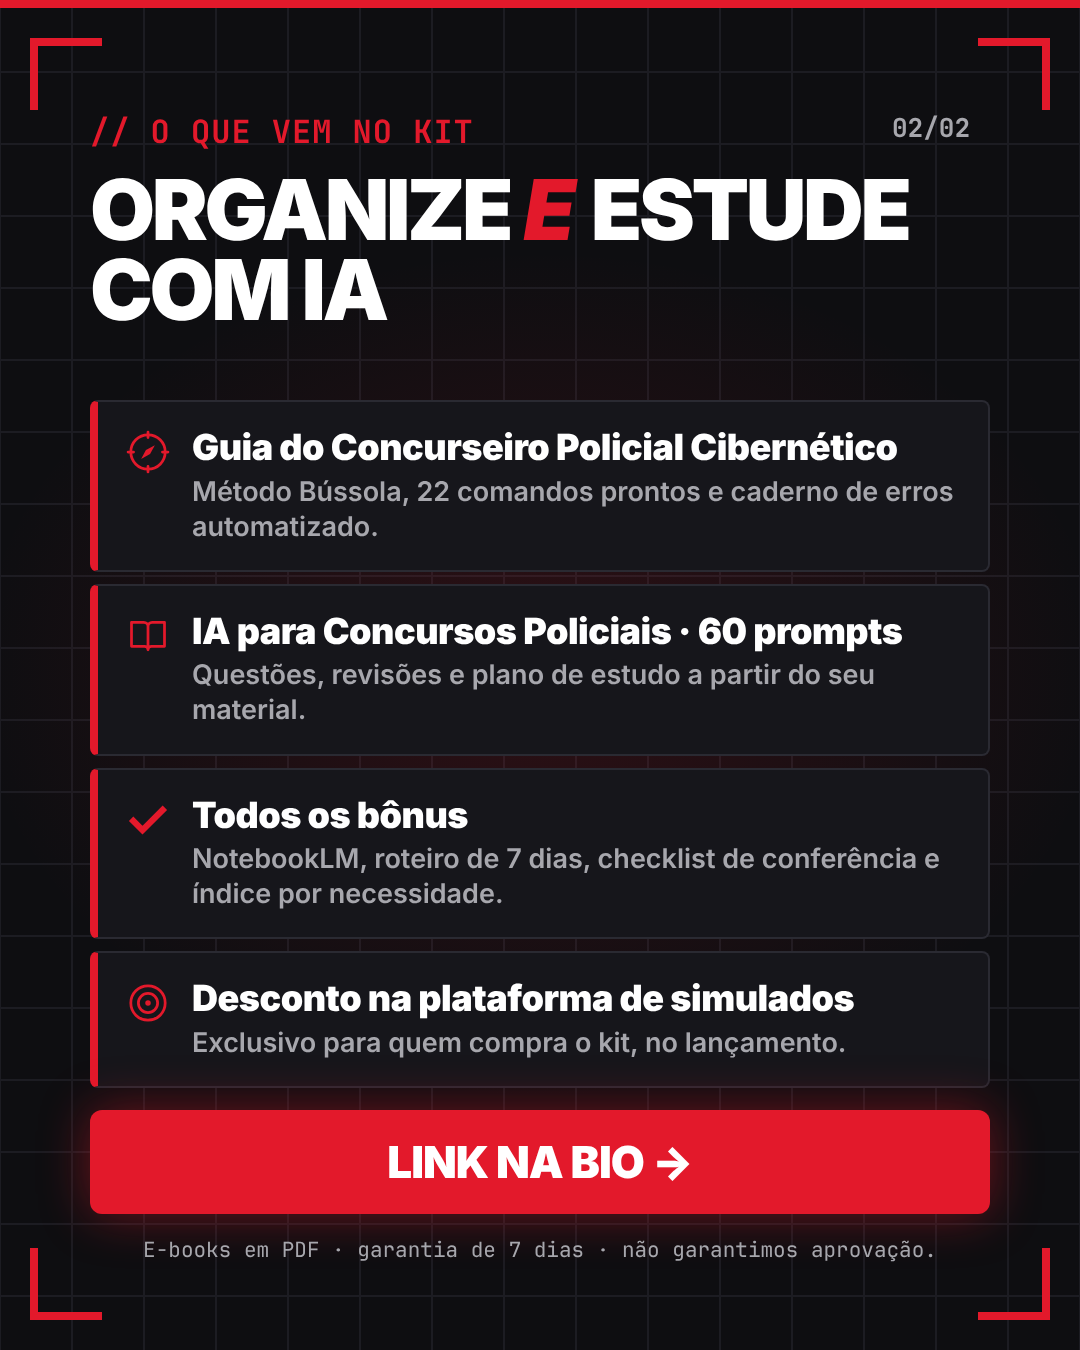 // O QUE VEM NO KIT
02/02
ORGANIZE E ESTUDE
COM IA
Guia do Concurseiro Policial Cibernético
Método Bússola, 22 comandos prontos e caderno de erros
automatizado.
IA para Concursos Policiais · 60 prompts
Questões, revisões e plano de estudo a partir do seu
material.
Todos os bônus
NotebookLM, roteiro de 7 dias, checklist de conferência e
índice por necessidade.
Desconto na plataforma de simulados
Exclusivo para quem compra o kit, no lançamento.
LINK NA BIO →
E-books em PDF · garantia de 7 dias · não garantimos aprovação.